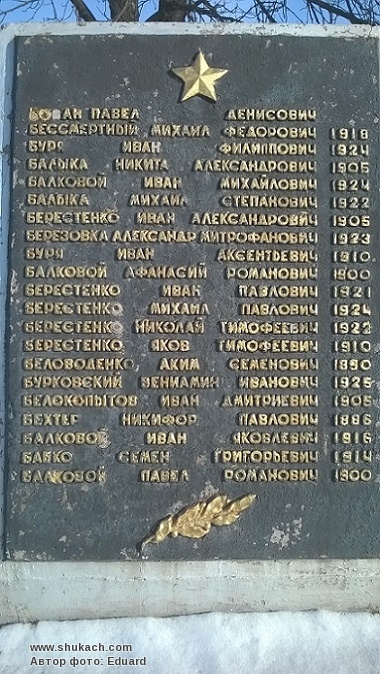 БОВАН ПАВЕЛ ДЕНИСОВИЧ
БЕССМЕРТНЫЙ МИХАИЛ ФЕДОРОВИЧ 1918
БУРЯ ИВАН ФИЛИППОВИЧ 1924
БАЛЫКА НИКИТА АЛЕКСАНДРОВИЧ 1905
БАЛКОВОЙ ИВАН МИХАЙЛОВИЧ 1924
БАЛЫКА МИХАИЛ СТЕПАНОВИЧ 1922
БЕРЕСТЕНКО ИВАН АЛЕКСАНДРОВИЧ 1905
БЕРЕЗОВКА АЛЕКСАНДР МИТРОФАНОВИЧ 1923
БУРЯ ИВАН АКСЕНТЬЕВИЧ 1910
БАЛКОВОЙ АФАНАСИЙ РОМАНОВИЧ 1900
БЕРЕСТЕНКО ИВАН ПАВЛОВИЧ 1921
БЕРЕСТЕНКО МИХАИЛ ПАВЛОВИЧ 1924
БЕРЕСТЕНКО НИКОЛАЙ ТИМОФЕЕВИЧ 1922
БЕРЕСТЕНКО ЯКОВ ТИМОФЕЕВИЧ 1910
БЕЛОВОДЕНКО АКИМ СЕМЕНОВИЧ 1890
БУРКОВСКИЙ ВЕНИАМИН ИВАНОВИЧ 1925
БЕЛОКОПЫТОВ ИВАН ДМИТРИЕВИЧ 1905
БЕХТЕР НИКИФОР ПАВЛОВИЧ 1886
БАЛКОВОЙ ИВАН ЯКОВЛЕВИЧ 1916
БАБКО СЕМЕН ГРИГОРЬЕВИЧ 1914
БАЛКОВОЙ ПАВЕЛ РОМАНОВИЧ 1900
www.shukach.com
Автор фото: Eduard